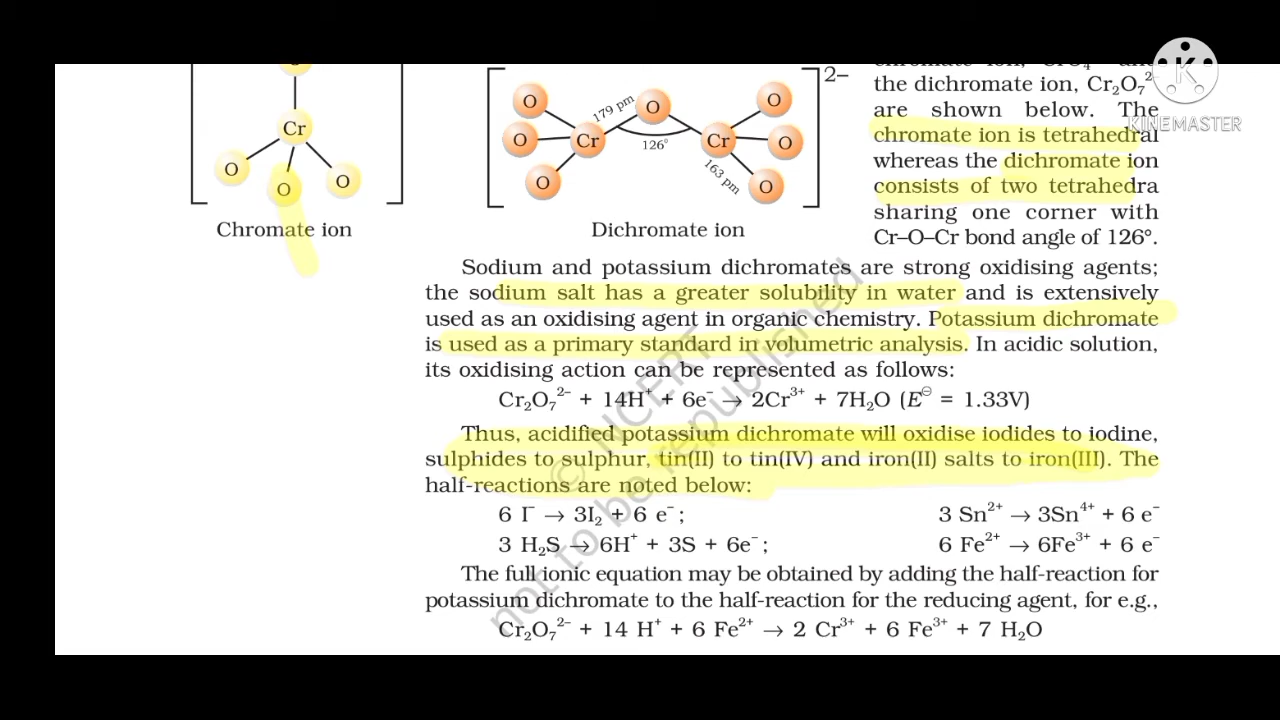 O
Cr
O
O
O
Chromate ion
O
O
O
Cr
179 pm
O
126°
Cr
163 pm
O
O
O
2–
Dichromate ion
the dichromate ion, Cr₂O₇²⁻
are shown below. The
chromate ion is tetrahedral
whereas the dichromate ion
consists of two tetrahedra
sharing one corner with
Cr–O–Cr bond angle of 126°.
Sodium and potassium dichromates are strong oxidising agents;
the sodium salt has a greater solubility in water and is extensively
used as an oxidising agent in organic chemistry. Potassium dichromate
is used as a primary standard in volumetric analysis. In acidic solution,
its oxidising action can be represented as follows:
Cr₂O₇²⁻ + 14H⁺ + 6e⁻ → 2Cr³⁺ + 7H₂O (E⊖ = 1.33V)
Thus, acidified potassium dichromate will oxidise iodides to iodine,
sulphides to sulphur, tin(II) to tin(IV) and iron(II) salts to iron(III). The
half-reactions are noted below:
6 I⁻ → 3I₂ + 6 e⁻ ; 3 Sn²⁺ → 3Sn⁴⁺ + 6 e⁻
3 H₂S → 6H⁺ + 3S + 6e⁻ ; 6 Fe²⁺ → 6Fe³⁺ + 6 e⁻
The full ionic equation may be obtained by adding the half-reaction for
potassium dichromate to the half-reaction for the reducing agent, for e.g.,
Cr₂O₇²⁻ + 14 H⁺ + 6 Fe²⁺ → 2 Cr³⁺ + 6 Fe³⁺ + 7 H₂O
© NCERT
not to be republished
K
KINEMASTER